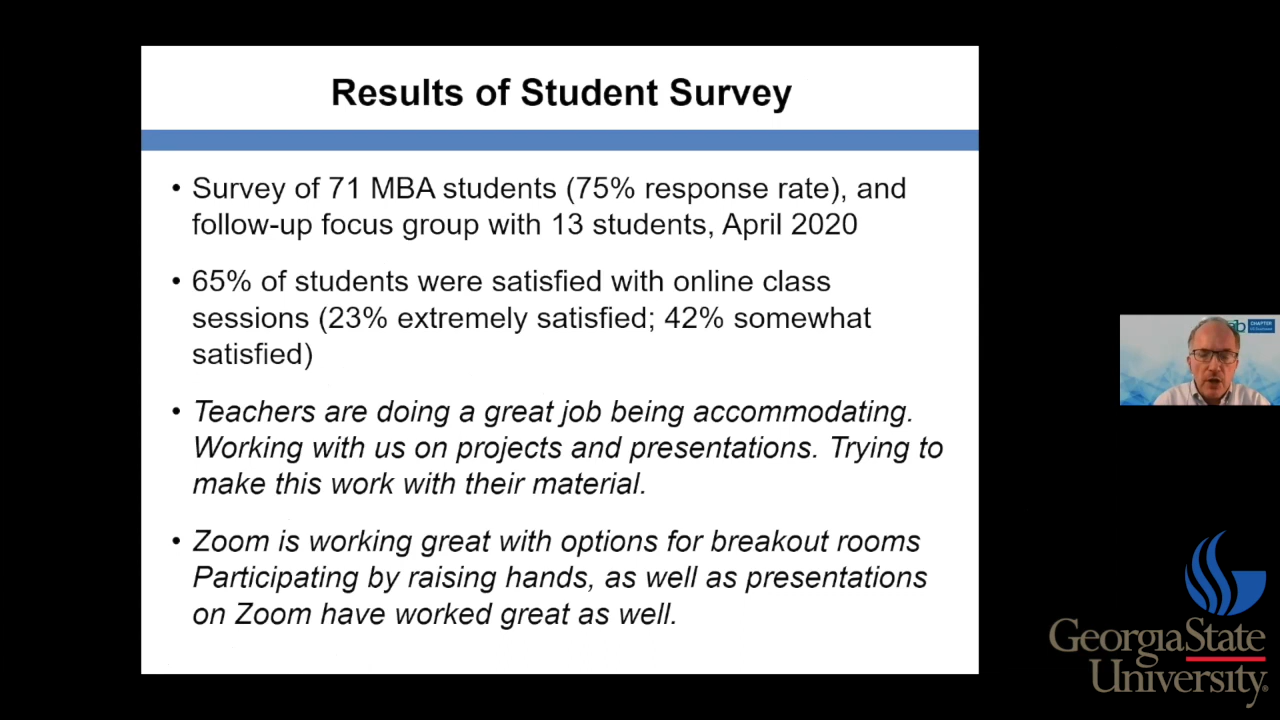 Results of Student Survey
• Survey of 71 MBA students (75% response rate), and
follow-up focus group with 13 students, April 2020
• 65% of students were satisfied with online class
sessions (23% extremely satisfied; 42% somewhat
satisfied)
• Teachers are doing a great job being accommodating.
Working with us on projects and presentations. Trying to
make this work with their material.
• Zoom is working great with options for breakout rooms
Participating by raising hands, as well as presentations
on Zoom have worked great as well.
CHAPTER
GeorgiaState
University®